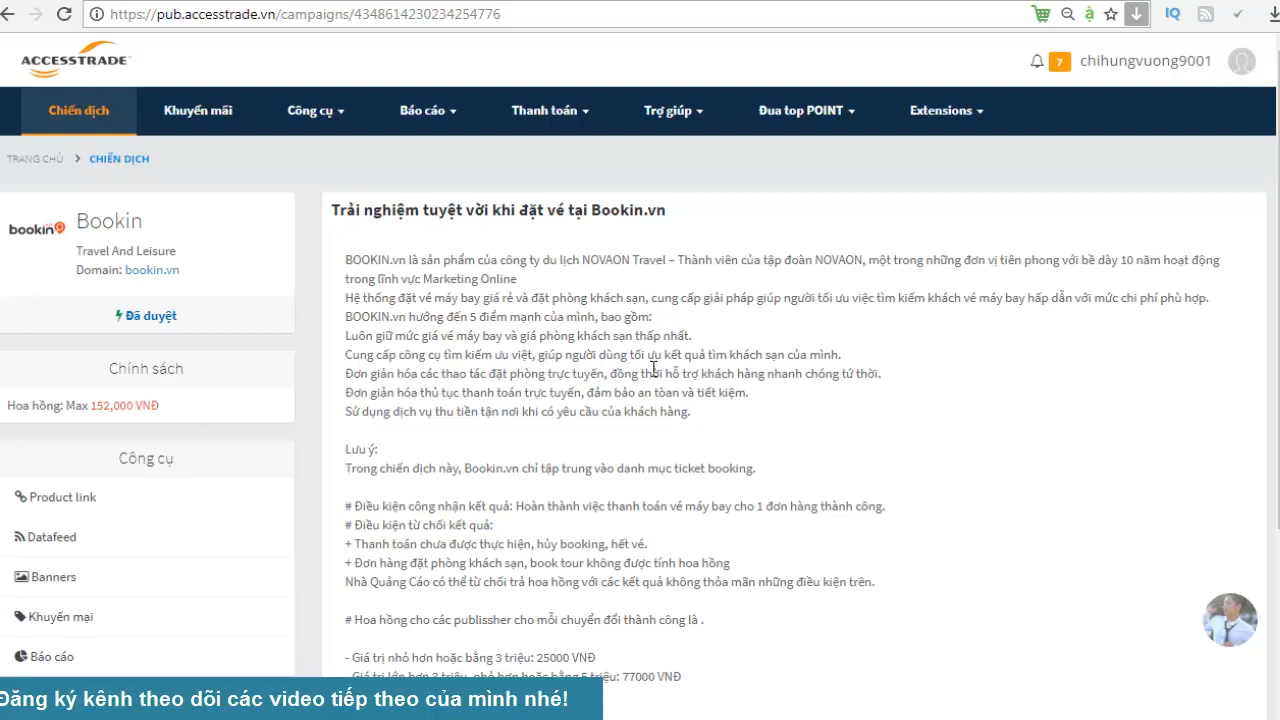 https://pub.accesstrade.vn/campaigns/4348614230234254776
IQ
ACCESSTRADE
7
chihungvuong9001
Chiến dịch
Khuyến mãi
Công cụ
Báo cáo
Thanh toán
Trợ giúp
Đua top POINT
Extensions
TRANG CHỦ > CHIẾN DỊCH
bookin
Bookin
Travel And Leisure
Domain: bookin.vn
Đã duyệt
Chính sách
Hoa hồng: Max 152,000 VNĐ
Công cụ
Product link
Datafeed
Banners
Khuyến mại
Báo cáo
Trải nghiệm tuyệt vời khi đặt vé tại Bookin.vn
BOOKIN.vn là sản phẩm của công ty du lịch NOVAON Travel – Thành viên của tập đoàn NOVAON, một trong những đơn vị tiên phong với bề dày 10 năm hoạt động
trong lĩnh vực Marketing Online
Hệ thống đặt vé máy bay giá rẻ và đặt phòng khách sạn, cung cấp giải pháp giúp người tối ưu việc tìm kiếm khách vé máy bay hấp dẫn với mức chi phí phù hợp.
BOOKIN.vn hướng đến 5 điểm mạnh của mình, bao gồm:
Luôn giữ mức giá vé máy bay và giá phòng khách sạn thấp nhất.
Cung cấp công cụ tìm kiếm ưu việt, giúp người dùng tối ưu kết quả tìm khách sạn của mình.
Đơn giản hóa các thao tác đặt phòng trực tuyến, đồng thời hỗ trợ khách hàng nhanh chóng tứ thời.
Đơn giản hóa thủ tục thanh toán trực tuyến, đảm bảo an tòan và tiết kiệm.
Sử dụng dịch vụ thu tiền tận nơi khi có yêu cầu của khách hàng.
Lưu ý:
Trong chiến dịch này, Bookin.vn chỉ tập trung vào danh mục ticket booking.
# Điều kiện công nhận kết quả: Hoàn thành việc thanh toán vé máy bay cho 1 đơn hàng thành công.
# Điều kiện từ chối kết quả:
+ Thanh toán chưa được thực hiện, hủy booking, hết vé.
+ Đơn hàng đặt phòng khách sạn, book tour không được tính hoa hồng
Nhà Quảng Cáo có thể từ chối trả hoa hồng với các kết quả không thỏa mãn những điều kiện trên.
# Hoa hồng cho các publissher cho mỗi chuyển đổi thành công là .
- Giá trị nhỏ hơn hoặc bằng 3 triệu: 25000 VNĐ
- Giá trị lớn hơn 3 triệu, nhỏ hơn hoặc bằng 5 triệu: 77000 VNĐ
Đăng ký kênh theo dõi các video tiếp theo của mình nhé!